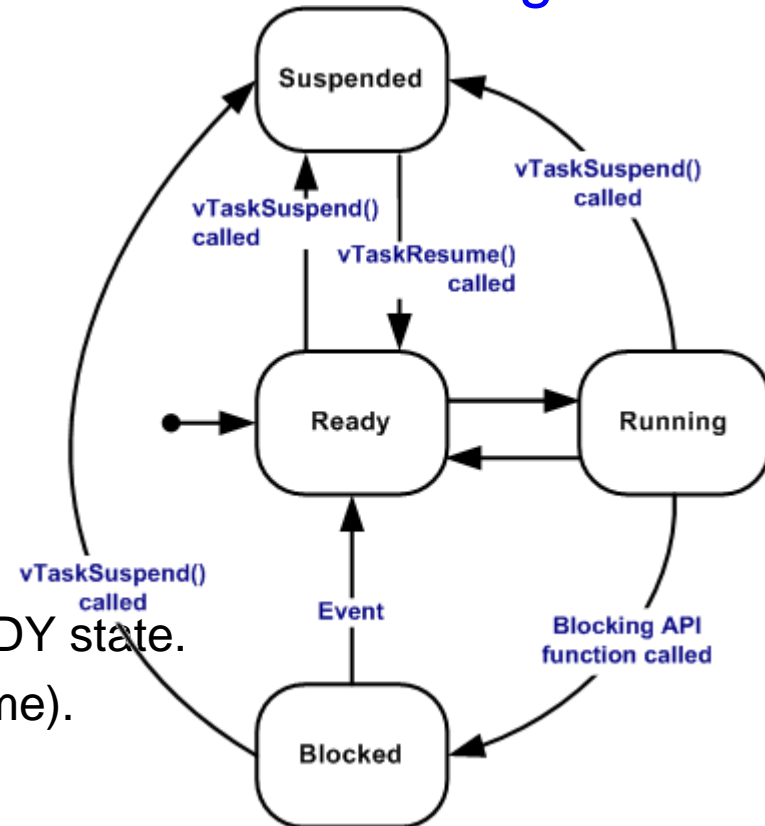 g
Suspended
vTaskSuspend()
called
vTaskSuspend()
called
vTaskResume()
called
Ready
Running
vTaskSuspend()
called
Event
Blocking API
function called
DY state.
me).
Blocked